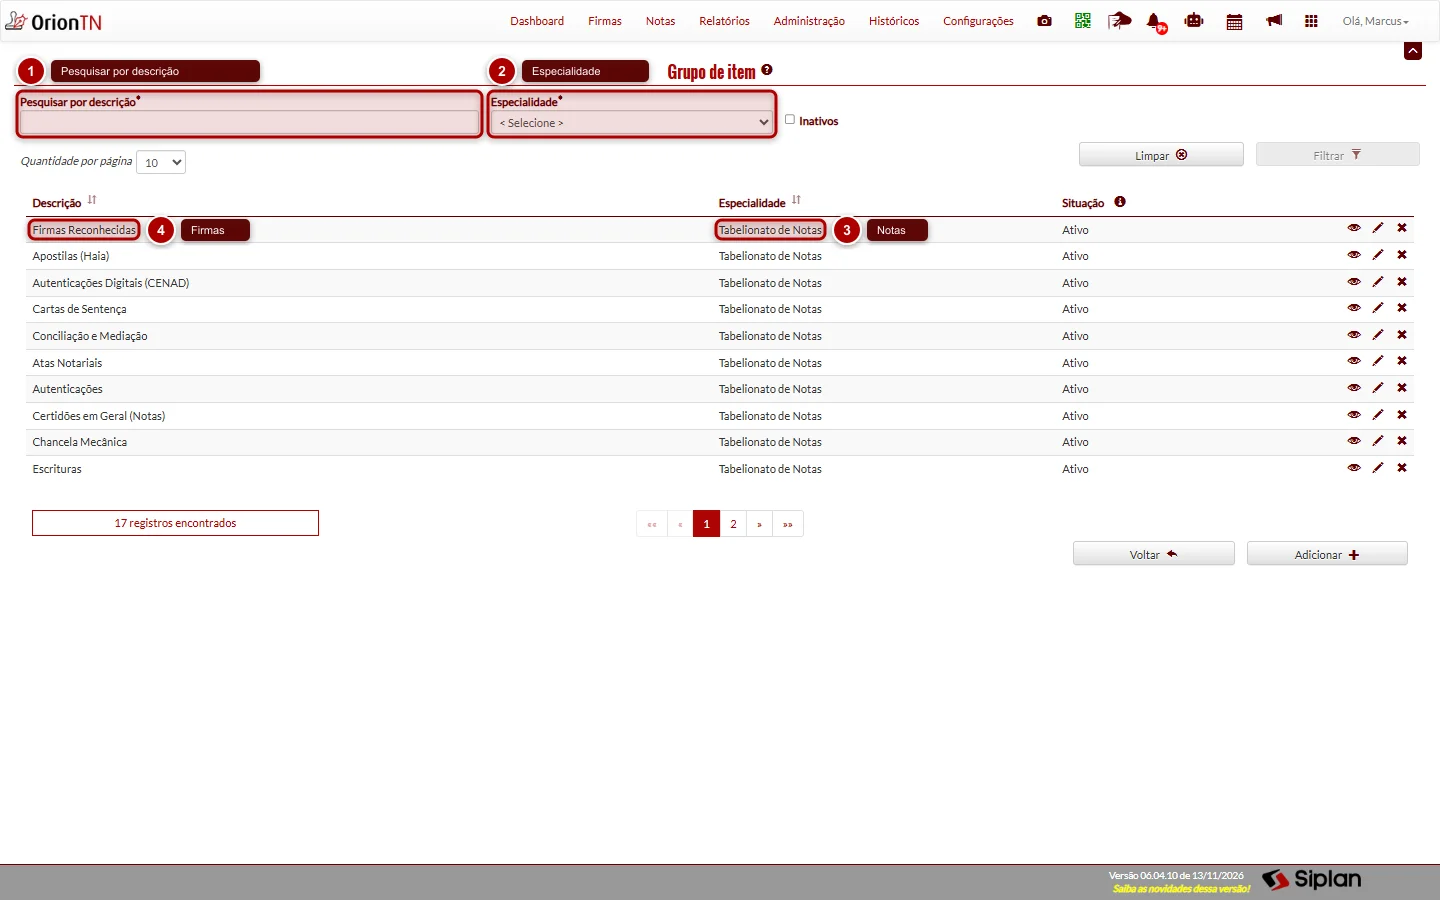 OrionTN
Dashboard Firmas Notas Relatórios Administração Históricos Configurações 9+ Olá, Marcus
1 Pesquisar por descrição 2 Especialidade Grupo de item ?
Pesquisar por descrição* Especialidade*
< Selecione > Inativos
Quantidade por página 10 Limpar Filtrar
Descrição Especialidade Situação
Firmas Reconhecidas 4 Firmas Tabelionato de Notas 3 Notas Ativo
Apostilas (Haia) Tabelionato de Notas Ativo
Autenticações Digitais (CENAD) Tabelionato de Notas Ativo
Cartas de Sentença Tabelionato de Notas Ativo
Conciliação e Mediação Tabelionato de Notas Ativo
Atas Notariais Tabelionato de Notas Ativo
Autenticações Tabelionato de Notas Ativo
Certidões em Geral (Notas) Tabelionato de Notas Ativo
Chancela Mecânica Tabelionato de Notas Ativo
Escrituras Tabelionato de Notas Ativo
17 registros encontrados «« « 1 2 » »»
Voltar Adicionar
Versão 06.04.10 de 13/11/2026
Saiba as novidades dessa versão!
Siplan